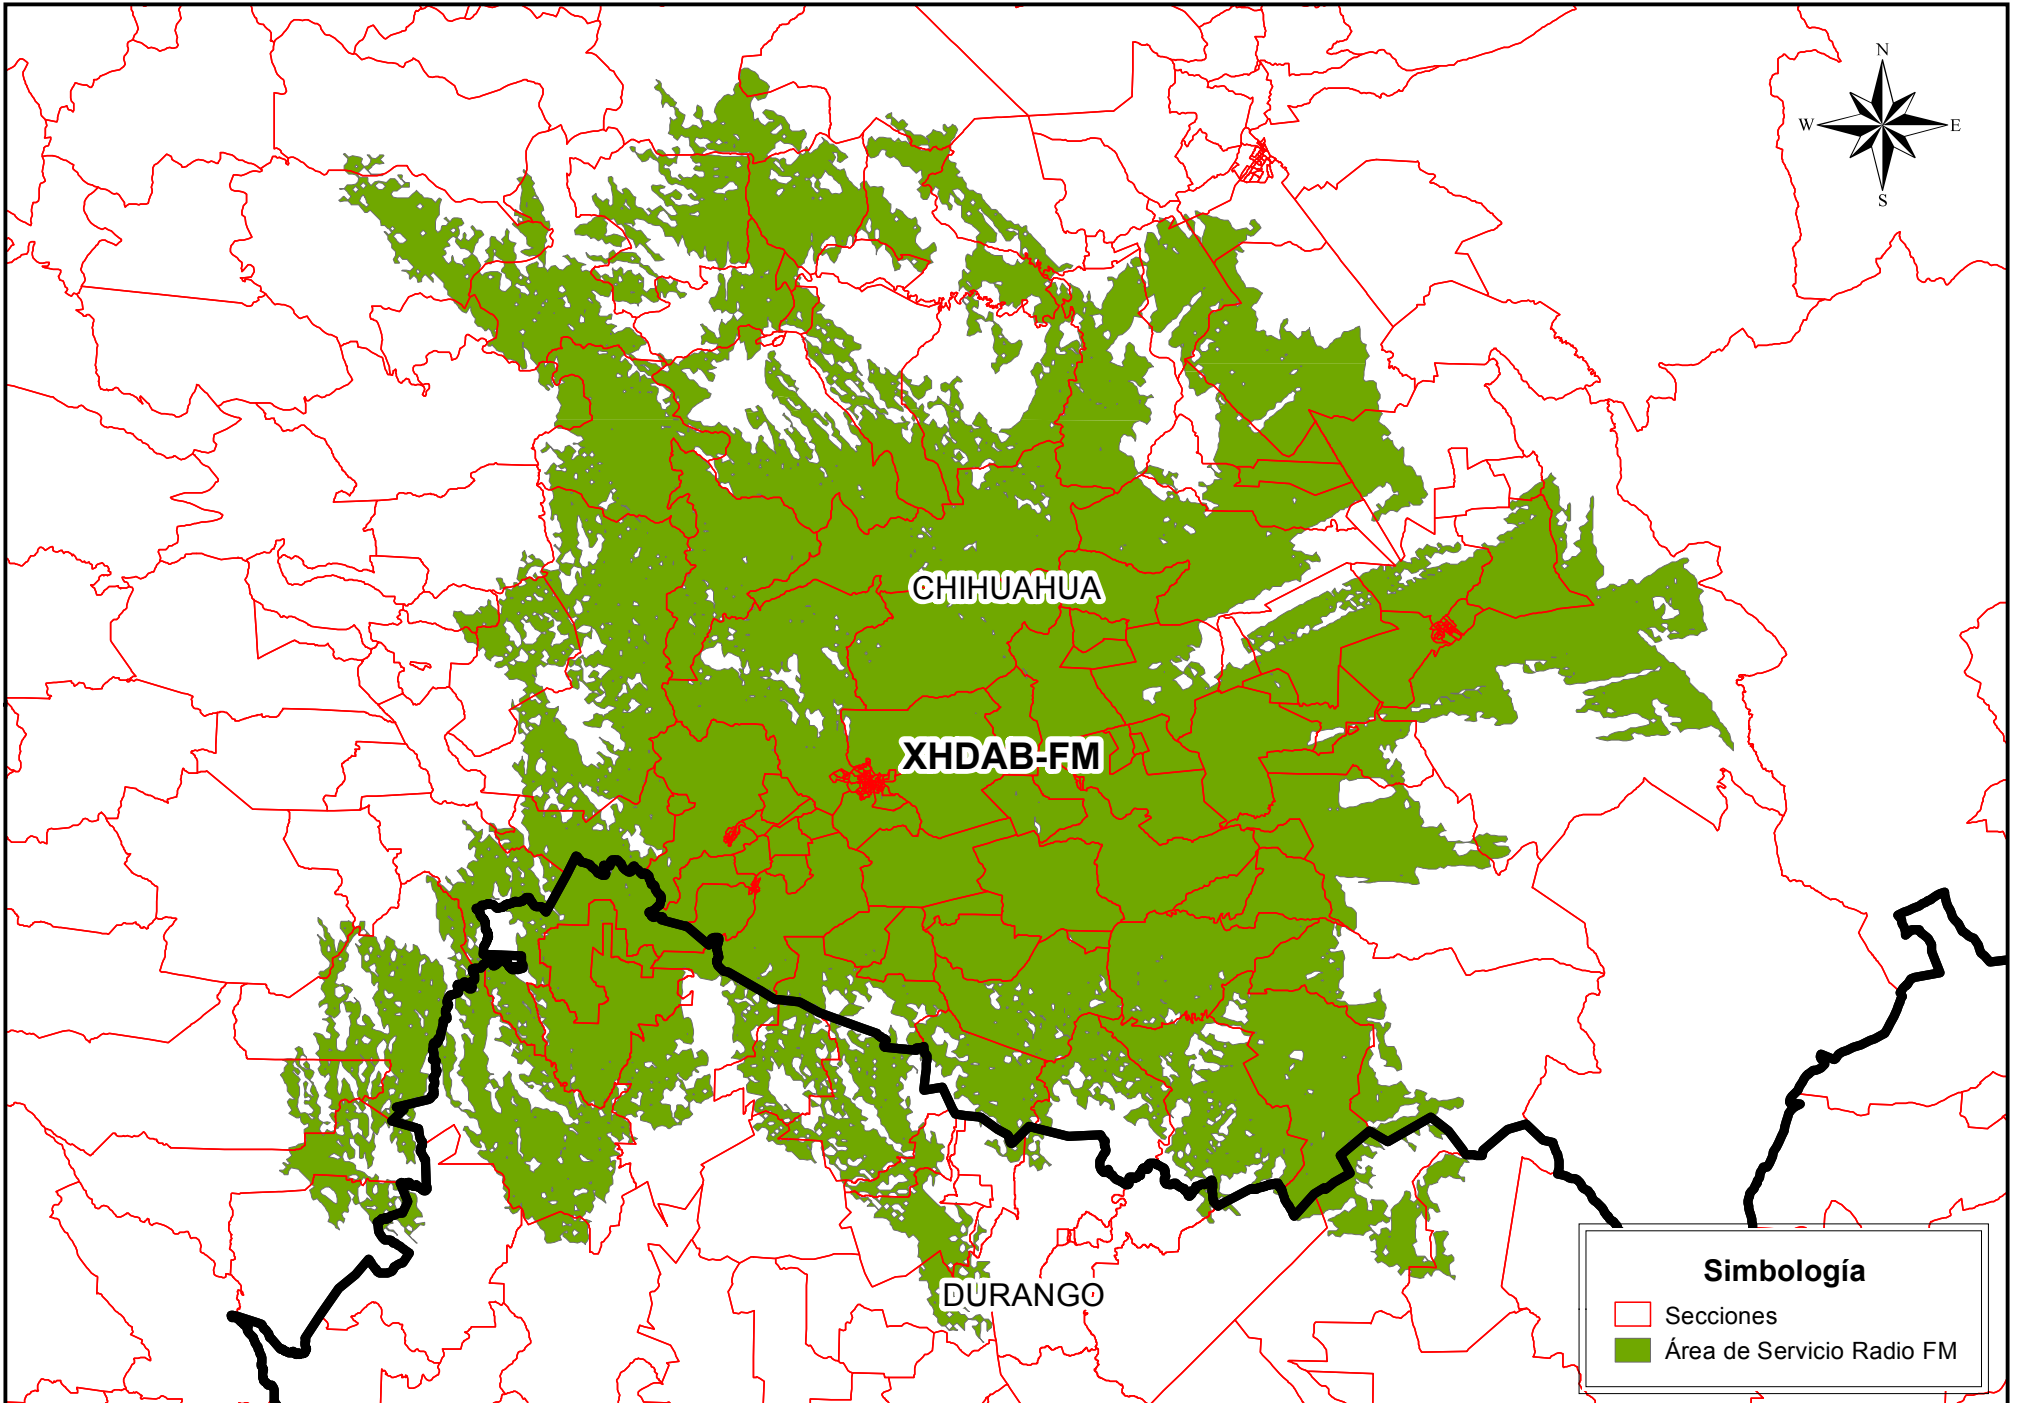 N
W E
S
CHIHUAHUA
XHDAB-FM
DURANGO
Simbología
Secciones
Área de Servicio Radio FM